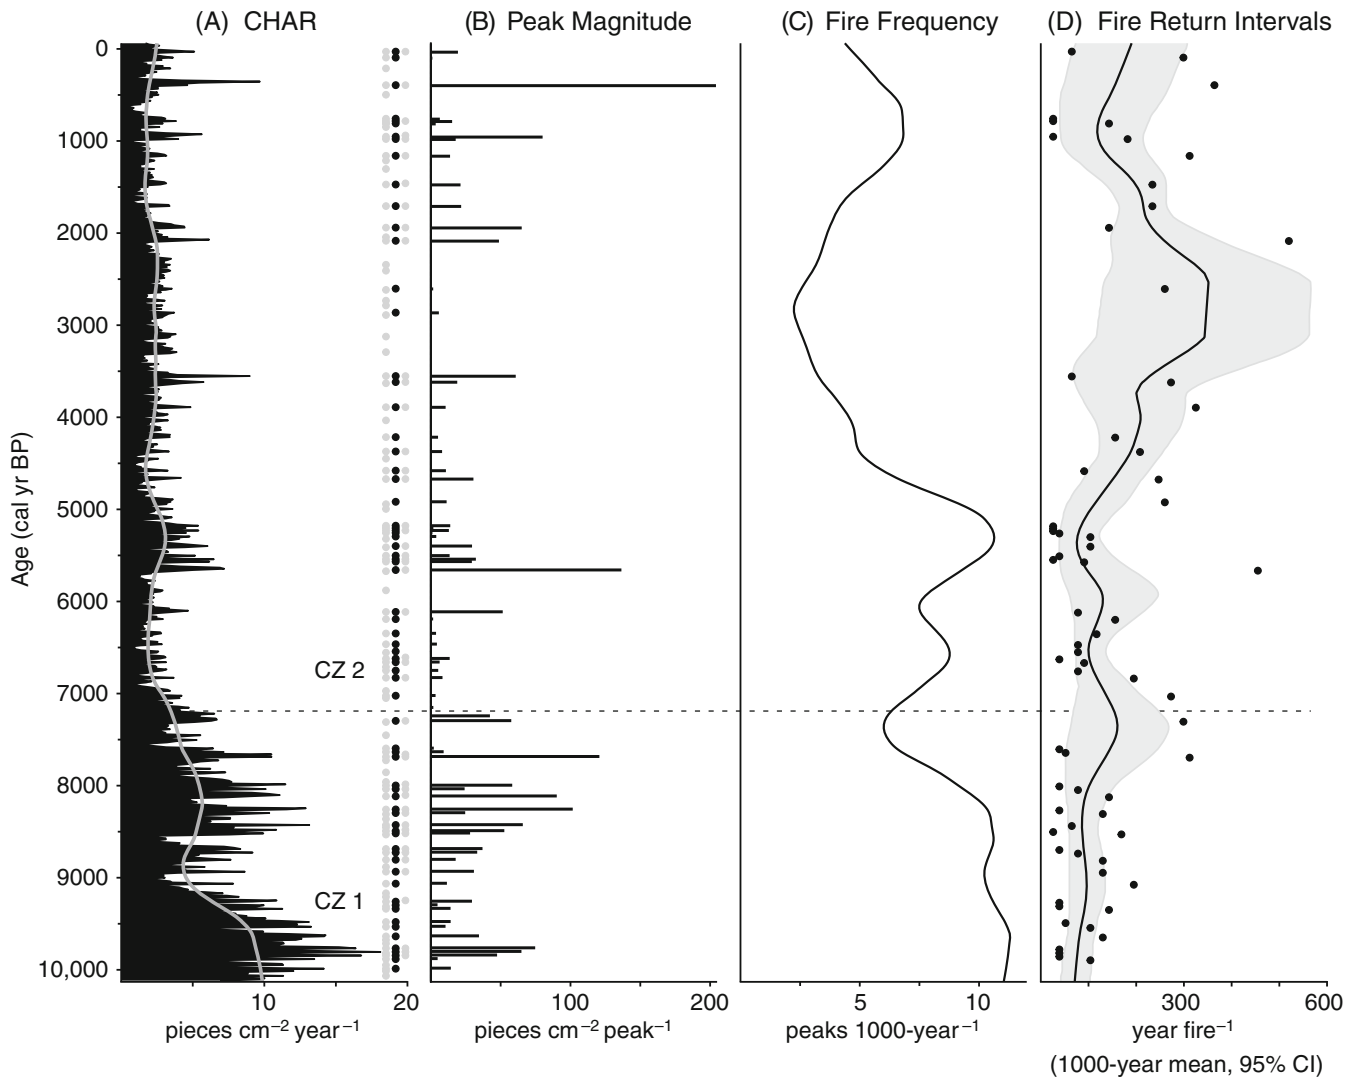 (A) CHAR
(B) Peak Magnitude
(C) Fire Frequency
(D) Fire Return Intervals
Age (cal yr BP)
0
1000
2000
3000
4000
5000
6000
7000
8000
9000
10,000
CZ 2
CZ 1
10 20
100 200
5 10
300 600
pieces cm⁻² year⁻¹
pieces cm⁻² peak⁻¹
peaks 1000-year⁻¹
year fire⁻¹
(1000-year mean, 95% CI)